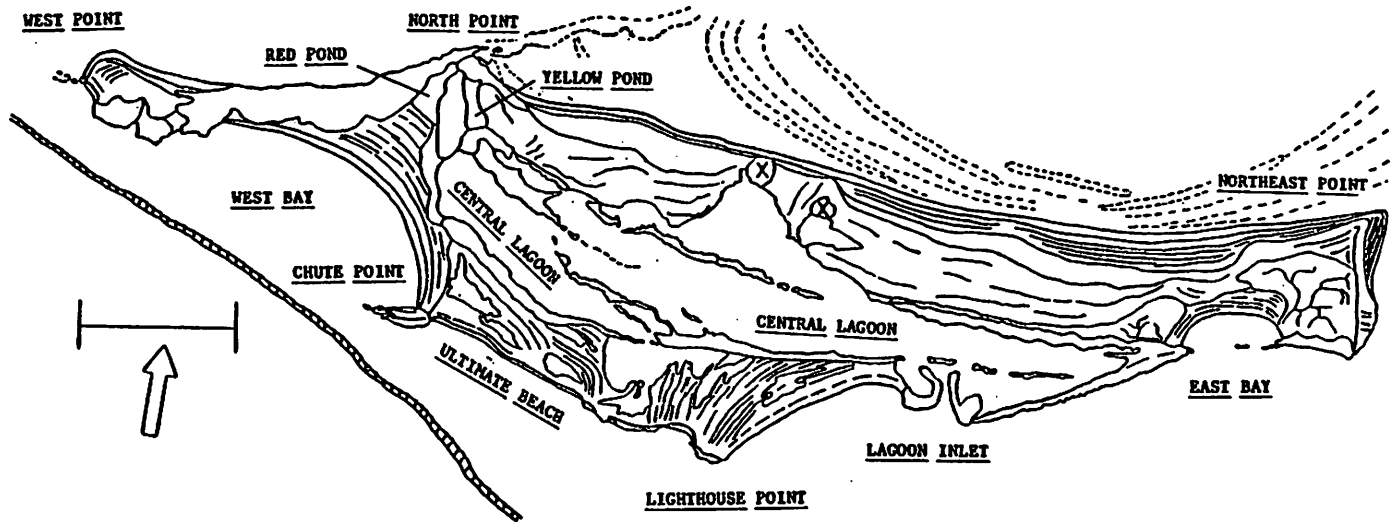 WEST POINT
NORTH POINT
RED POND
YELLOW POND
NORTHEAST POINT
WEST BAY
CENTRAL LAGOON
CHUTE POINT
CENTRAL LAGOON
ULTIMATE BEACH
EAST BAY
LAGOON INLET
LIGHTHOUSE POINT
X
X